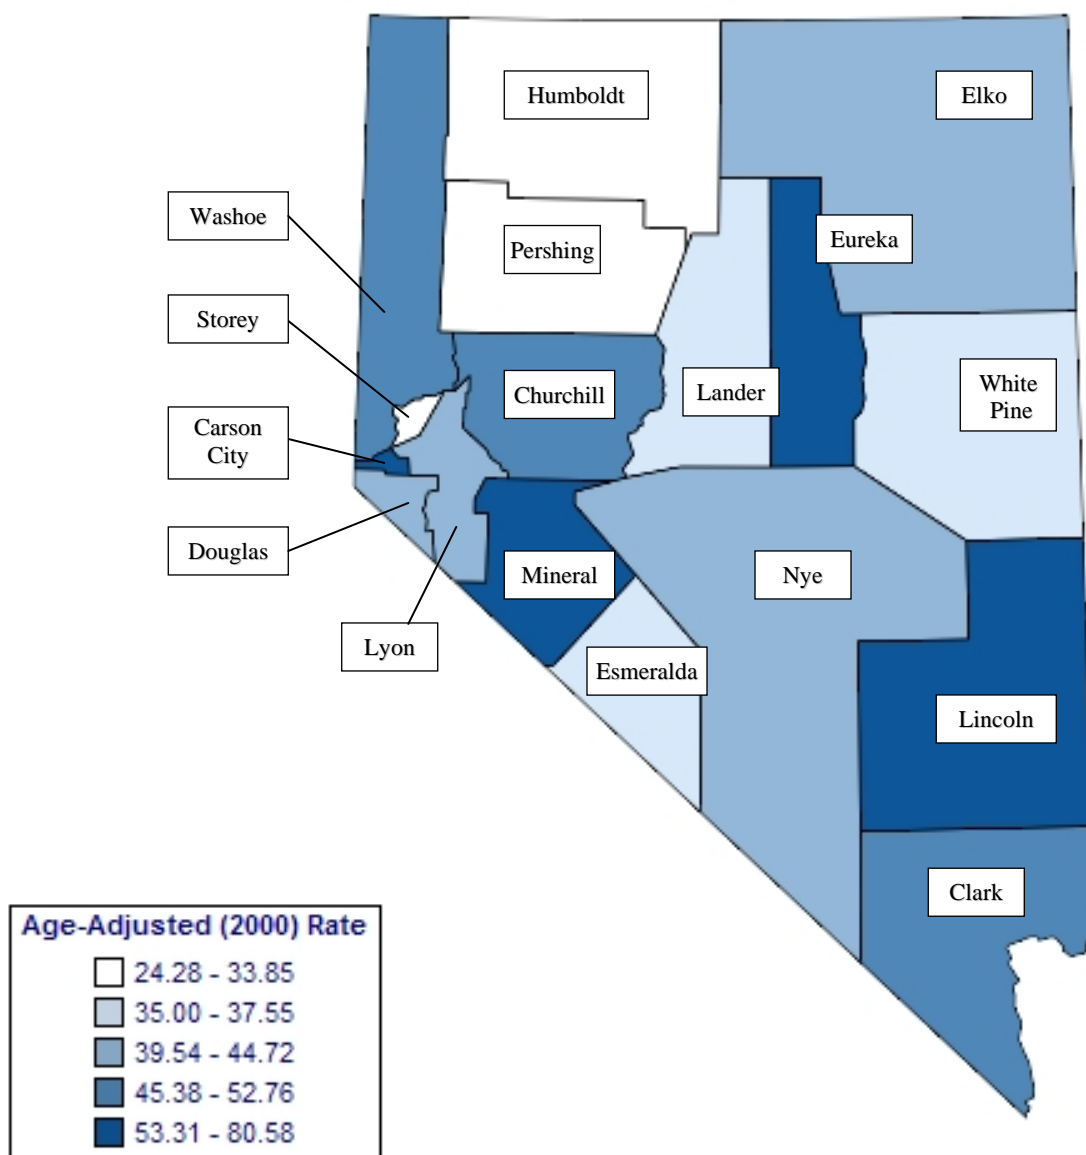 Humboldt
Elko
Washoe
Eureka
Pershing
Storey
White
Pine
Churchill
Lander
Carson
City
Douglas
Mineral
Nye
Lyon
Esmeralda
Lincoln
Clark
Age-Adjusted (2000) Rate
24.28 - 33.85
35.00 - 37.55
39.54 - 44.72
45.38 - 52.76
53.31 - 80.58